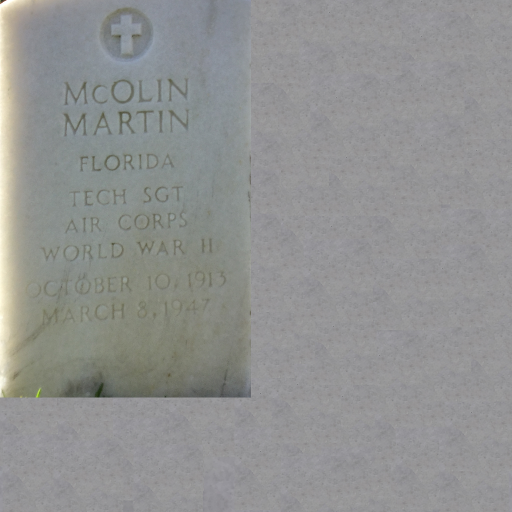 McOLIN
MARTIN
FLORIDA
TECH SGT
AIR CORPS
WORLD WAR II
OCTOBER 10, 1913
MARCH 8, 1947